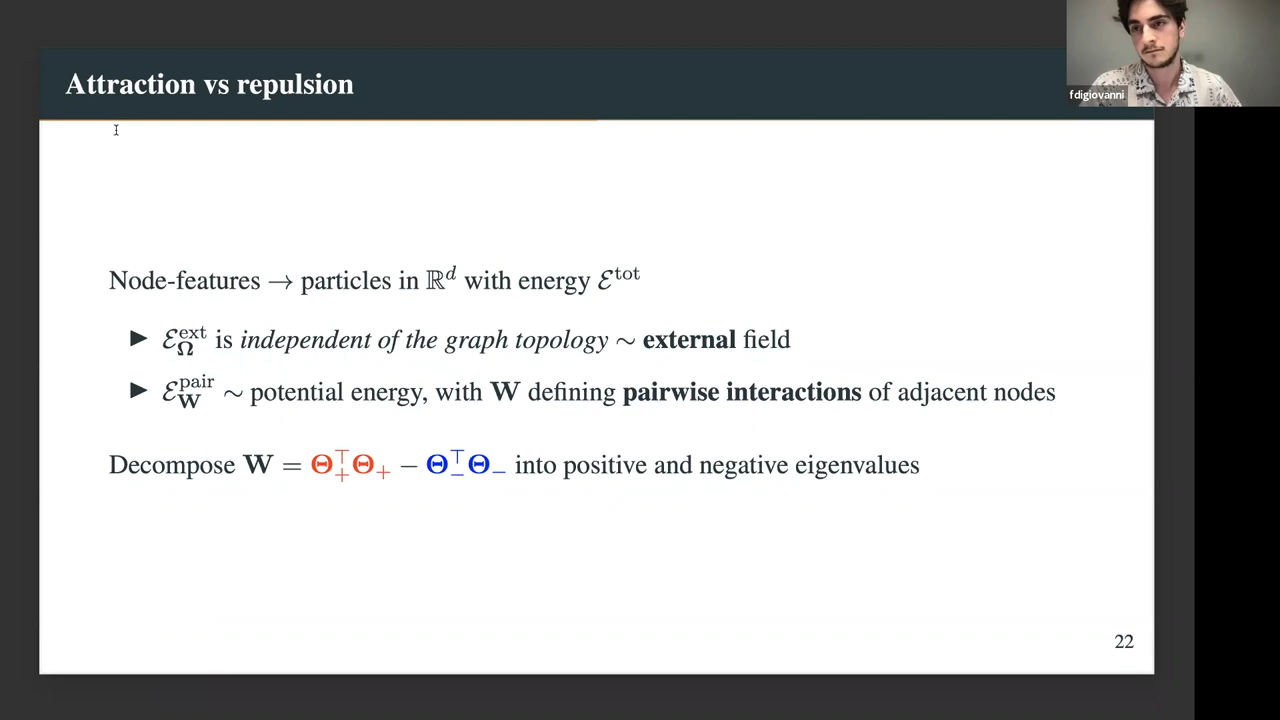 Attraction vs repulsion
fdigiovanni
Node-features → particles in ℝ^d with energy ℰ^tot
▶ ℰ_Ω^ext is independent of the graph topology ∼ external field
▶ ℰ_W^pair ∼ potential energy, with W defining pairwise interactions of adjacent nodes
Decompose W = Θ_+^⊤Θ_+ − Θ_−^⊤Θ_− into positive and negative eigenvalues
22